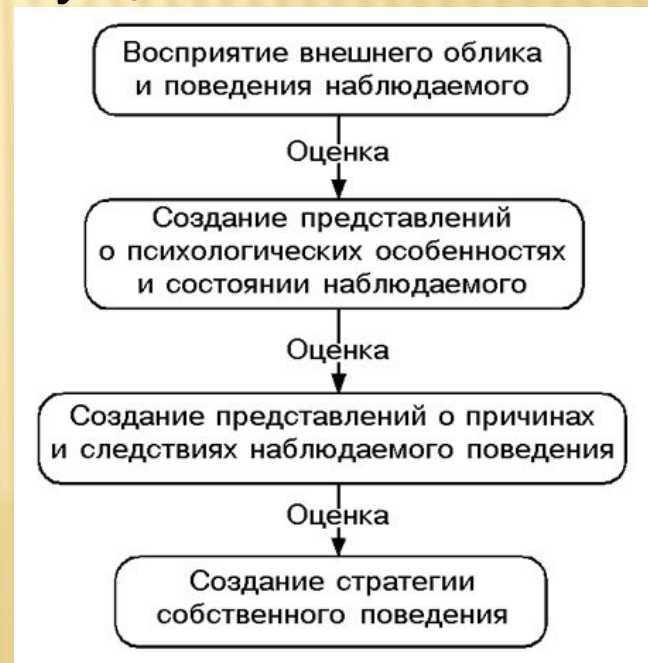 Восприятие внешнего облика
и поведения наблюдаемого
Оценка
Создание представлений
о психологических особенностях
и состоянии наблюдаемого
Оценка
Создание представлений о причинах
и следствиях наблюдаемого поведения
Оценка
Создание стратегии
собственного поведения